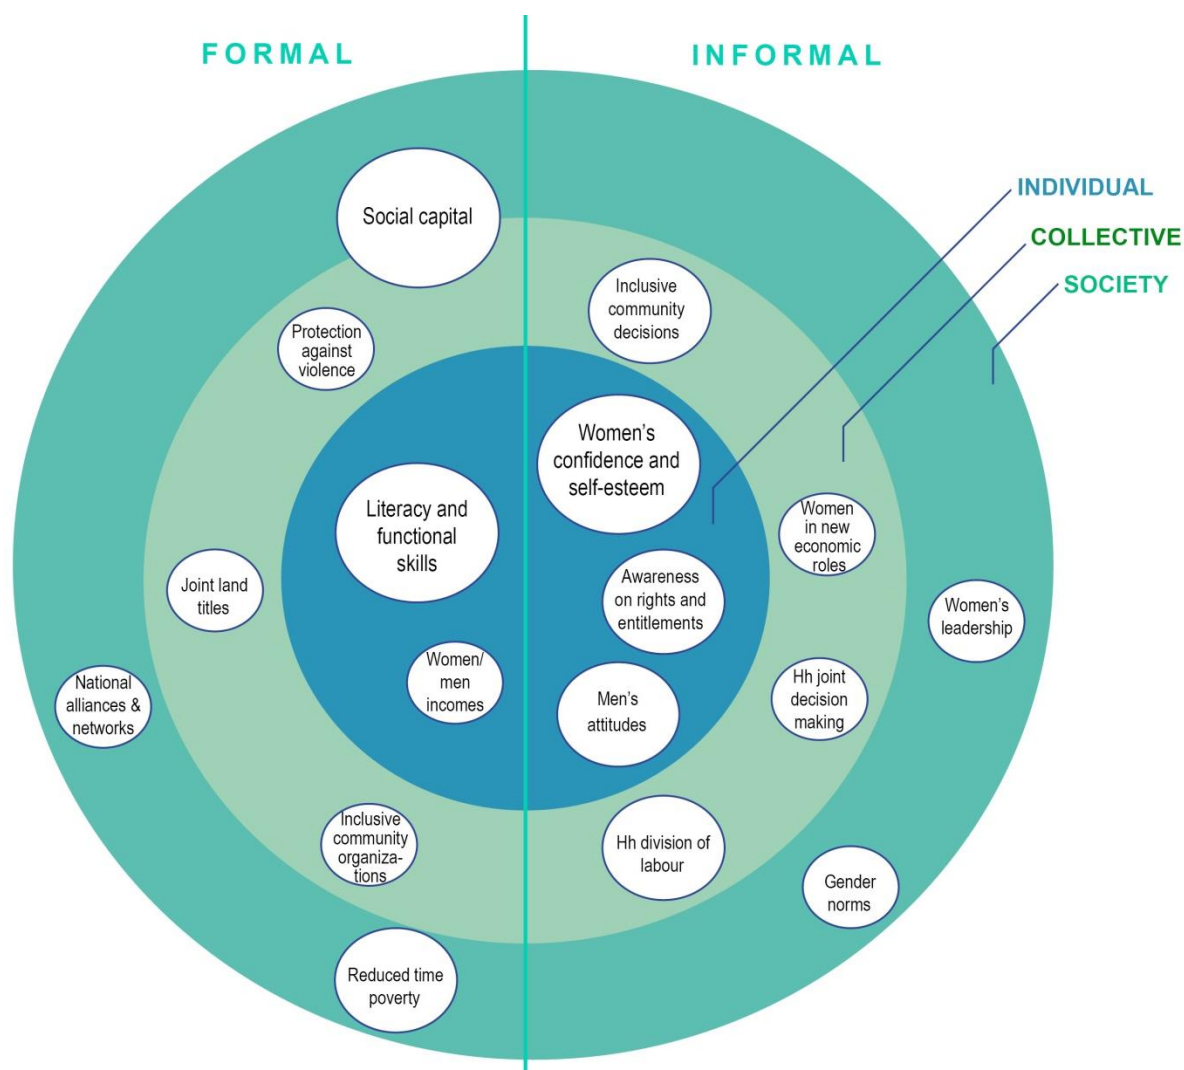 FORMAL
INFORMAL
INDIVIDUAL
COLLECTIVE
SOCIETY
Social capital
Protection
against
violence
Inclusive
community
decisions
Women’s
confidence and
self-esteem
Literacy and
functional
skills
Women
in new
economic
roles
Joint land
titles
Awareness
on rights and
entitlements
Women’s
leadership
Women/
men
incomes
National
alliances &
networks
Men’s
attitudes
Hh joint
decision
making
Inclusive
community
organiza-
tions
Hh division of
labour
Gender
norms
Reduced time
poverty